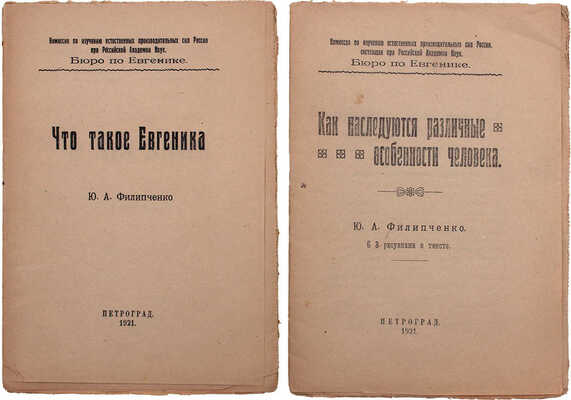 Комиссия по изучению естественных производительных сил России
при Российской Академии Наук.
Бюро по Евгенике.
Что такое Евгеника
Ю. А. Филипченко
ПЕТРОГРАД.
1921.
Комиссия по изучению естественных производительных сил России,
состоящая при Российской Академии Наук.
Бюро по Евгенике.
Как наследуются различные
особенности человека.
Ю. А. Филипченко.
С 3 рисунками в тексте.
ПЕТРОГРАД.
1921.